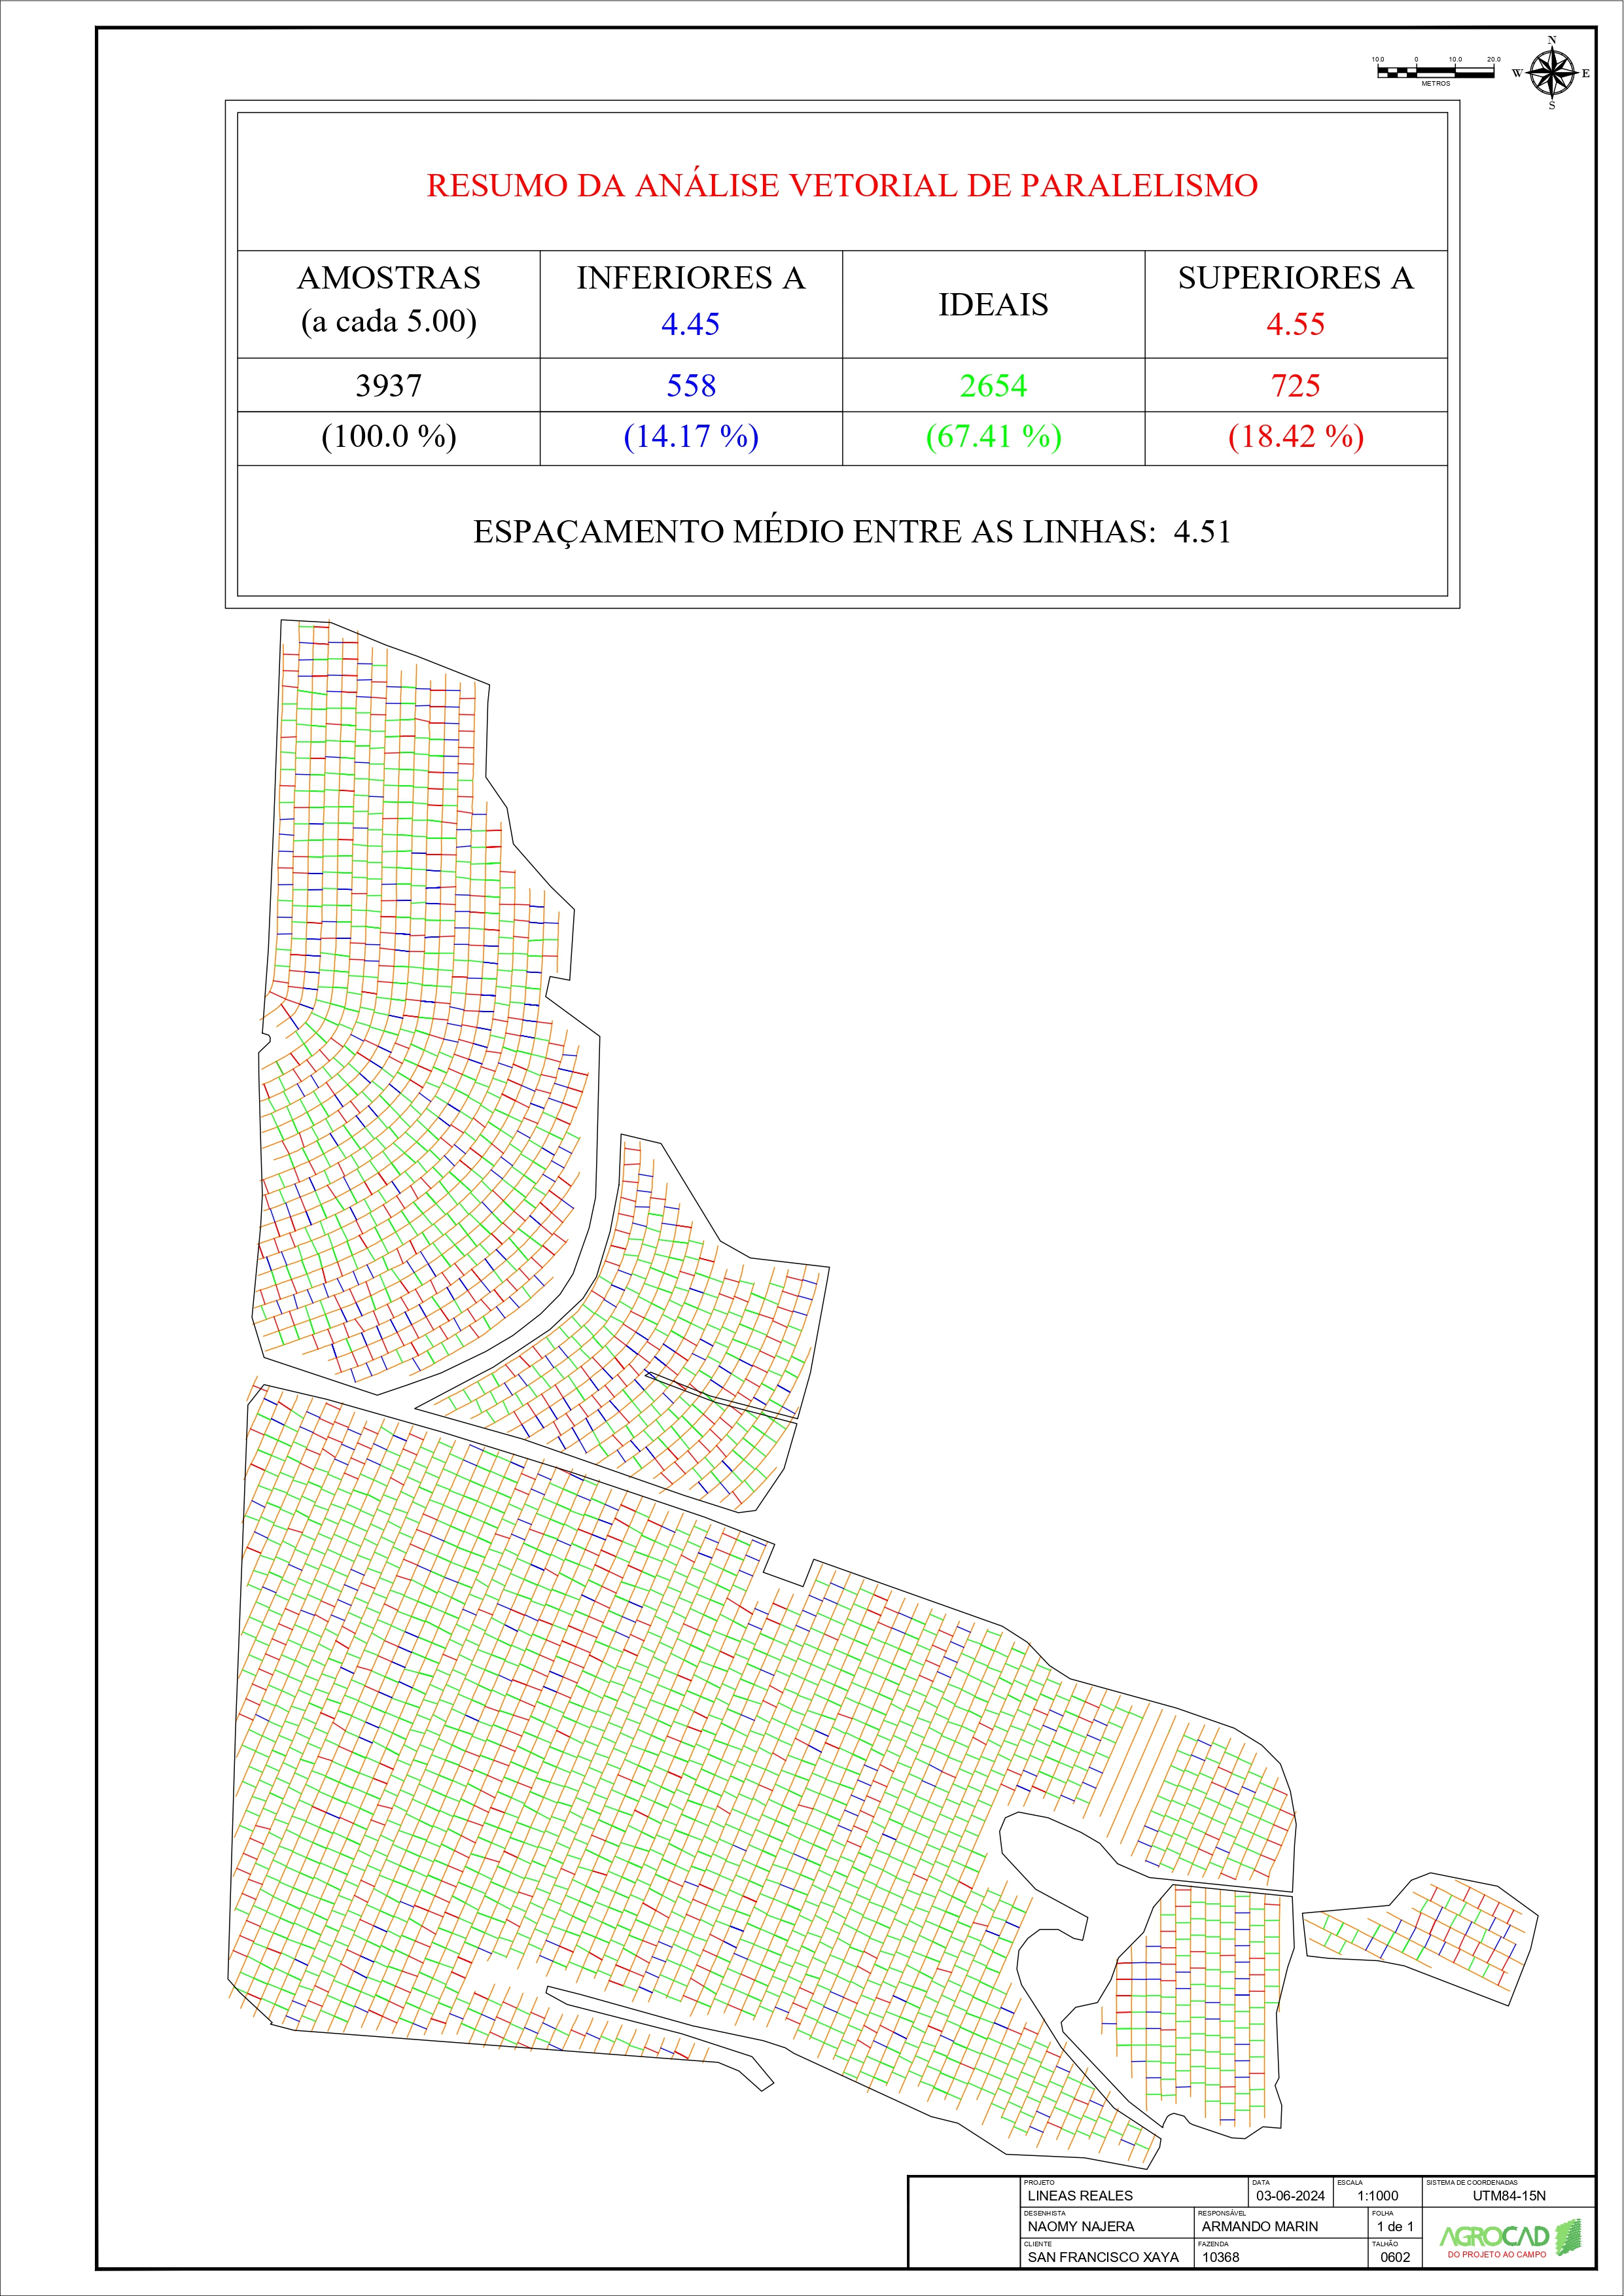 N
10.0 0 10.0 20.0
W E
METROS
S
RESUMO DA ANÁLISE VETORIAL DE PARALELISMO
AMOSTRAS
(a cada 5.00)
INFERIORES A
4.45
IDEAIS
SUPERIORES A
4.55
3937 558 2654 725
(100.0 %) (14.17 %) (67.41 %) (18.42 %)
ESPAÇAMENTO MÉDIO ENTRE AS LINHAS: 4.51
PROJETO
LINEAS REALES
DATA
03-06-2024
ESCALA
1:1000
SISTEMA DE COORDENADAS
UTM84-15N
DESENHISTA
NAOMY NAJERA
RESPONSÁVEL
ARMANDO MARIN
FOLHA
1 de 1
CLIENTE
SAN FRANCISCO XAYA
FAZENDA
10368
TALHÃO
0602
AGROCAD
DO PROJETO AO CAMPO